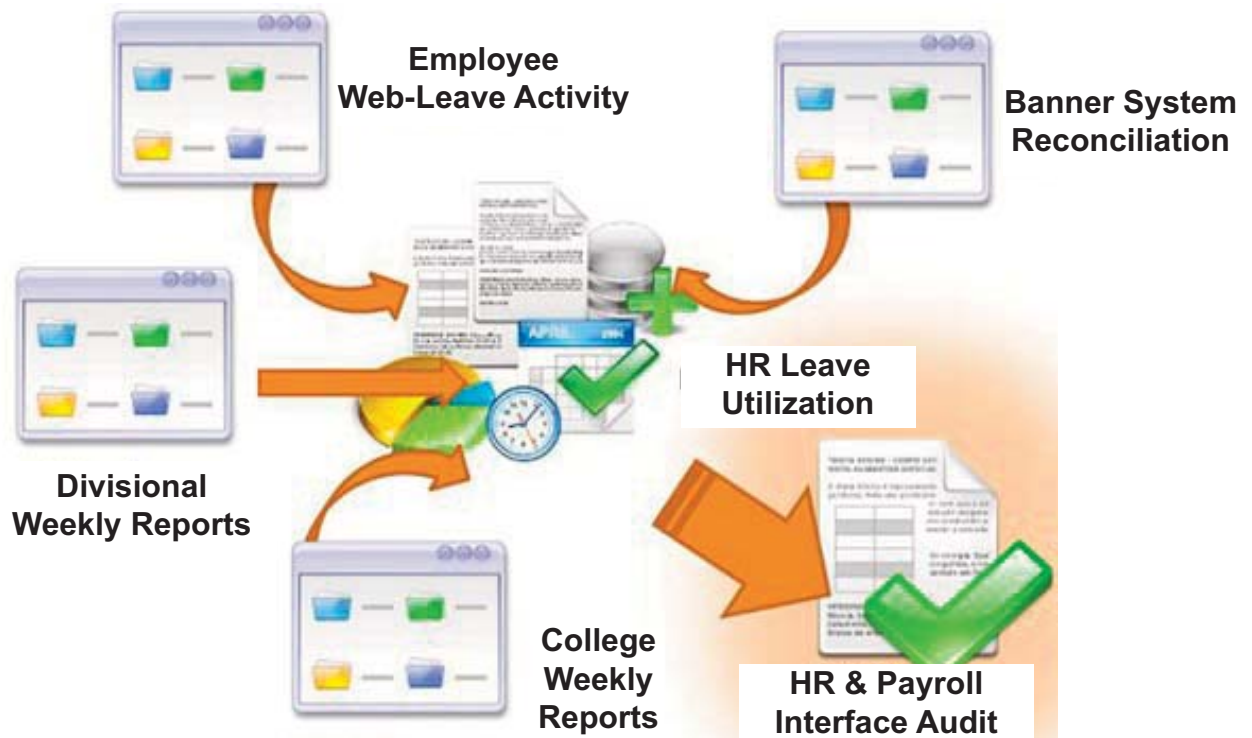 Employee
Web-Leave Activity
Banner System
Reconciliation
APRIL
HR Leave
Utilization
Divisional
Weekly Reports
College
Weekly
Reports
HR & Payroll
Interface Audit